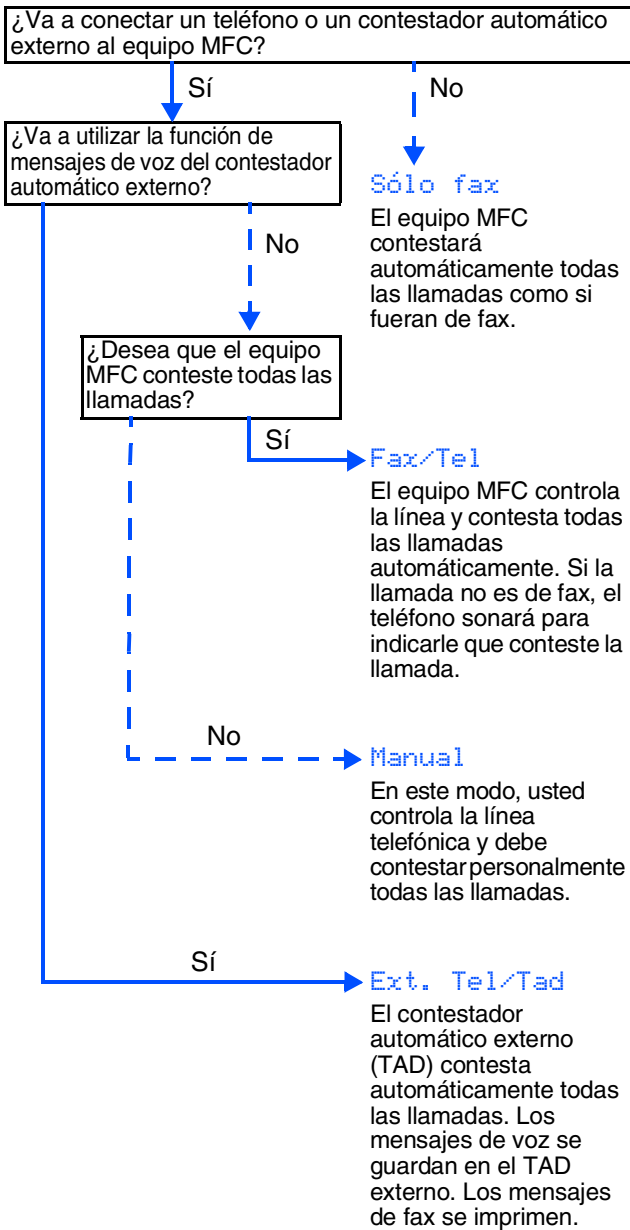 ¿Va a conectar un teléfono o un contestador automático
externo al equipo MFC?
Sí
No
¿Va a utilizar la función de
mensajes de voz del contestador
automático externo?
Sólo fax
El equipo MFC
contestará
automáticamente todas
las llamadas como si
fueran de fax.
No
¿Desea que el equipo
MFC conteste todas las
llamadas?
Sí
Fax/Tel
El equipo MFC controla
la línea y contesta todas
las llamadas
automáticamente. Si la
llamada no es de fax, el
teléfono sonará para
indicarle que conteste la
llamada.
No
Manual
En este modo, usted
controla la línea
telefónica y debe
contestar personalmente
todas las llamadas.
Sí
Ext. Tel/Tad
El contestador
automático externo
(TAD) contesta
automáticamente todas
las llamadas. Los
mensajes de voz se
guardan en el TAD
externo. Los mensajes
de fax se imprimen.